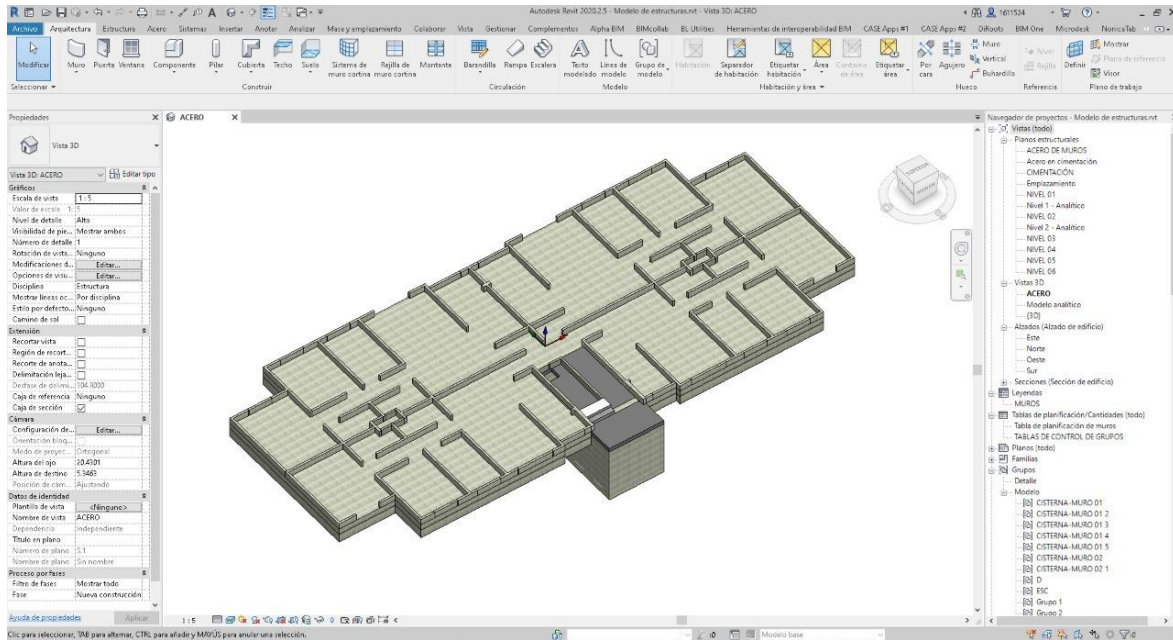 Autodesk Revit 2020.2.5 - Modelo de estructuras.rvt - Vista 3D: ACERO
1611524
Archivo Arquitectura Estructura Acero Sistemas Insertar Anotar Analizar Masa y emplazamiento Colaborar Vista Gestionar Complementos Alpha BIM BIMcollab BL Utilities Herramientas de interoperabilidad BIM CASE Apps #1 CASE Apps #2 DiRoots BIM One Microdesk NonicaTab
Modificar Muro Puerta Ventana Componente Pilar Cubierta Techo Suelo Sistema de muro cortina Rejilla de muro cortina Montante Barandilla Rampa Escalera Texto modelado Línea de modelo Grupo de modelo Habitación Separador de habitación Etiquetar habitación Área Contorno de área Etiquetar área Por cara Agujero Muro Vertical Buhardilla Nivel Rejilla Definir Mostrar Plano de referencia Visor
Seleccionar Construir Circulación Modelo Habitación y área Hueco Referencia Plano de trabajo
Propiedades
Vista 3D
Vista 3D: ACERO Editar tipo
Gráficos
Escala de vista 1 : 5
Valor de escala 1: 5
Nivel de detalle Alto
Visibilidad de pie... Mostrar ambos
Número de detalle 1
Rotación de vista... Ninguno
Modificaciones d... Editar...
Opciones de visu... Editar...
Disciplina Estructura
Mostrar líneas oc... Por disciplina
Estilo por defecto... Ninguno
Camino de sol
Extensión
Recortar vista
Región de recort...
Recorte de anota...
Delimitación leja...
Desfase de delimi... 304.8000
Caja de referencia Ninguno
Caja de sección
Cámara
Configuración de... Editar...
Orientación bloq...
Modo de proyec... Ortogonal
Altura del ojo 20.4301
Altura de destino 5.3463
Posición de cám... Ajustando
Datos de identidad
Plantilla de vista <Ninguno>
Nombre de vista ACERO
Dependencia Independiente
Título en plano
Número de plano S.1
Nombre de plano Sin nombre
Proceso por fases
Filtro de fases Mostrar todo
Fase Nueva construcción
Ayuda de propiedades Aplicar
ACERO
1 : 5
Navegador de proyectos - Modelo de estructuras.rvt
Vistas (todo)
Planos estructurales
ACERO DE MUROS
Acero en cimentación
CIMENTACIÓN
Emplazamiento
NIVEL 01
Nivel 1 - Analítico
NIVEL 02
Nivel 2 - Analítico
NIVEL 03
NIVEL 04
NIVEL 05
NIVEL 06
Vistas 3D
ACERO
Modelo analítico
{3D}
Alzados (Alzado de edificio)
Este
Norte
Oeste
Sur
Secciones (Sección de edificio)
Leyendas
MUROS
Tablas de planificación/Cantidades (todo)
Tabla de planificación de muros
TABLAS DE CONTROL DE GRUPOS
Planos (todo)
Familias
Grupos
Detalle
Modelo
CISTERNA-MURO 01
CISTERNA-MURO 01 2
CISTERNA-MURO 01 3
CISTERNA-MURO 01 4
CISTERNA-MURO 01 5
CISTERNA-MURO 02
CISTERNA-MURO 02 1
D
ESC
Grupo 1
Grupo 2
Clic para seleccionar, TAB para alternar, CTRL para añadir y MAYÚS para anular una selección.
:0 Modelo base
:0